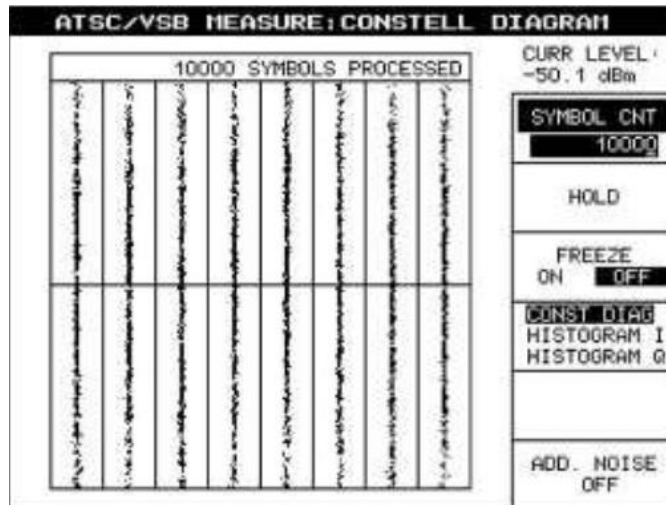 ATSC/VSB MEASURE:CONSTELL DIAGRAM
10000 SYMBOLS PROCESSED
CURR LEVEL:
-50.1 dBm
SYMBOL CNT
10000
HOLD
FREEZE
ON OFF
CONST DIAG
HISTOGRAM I
HISTOGRAM Q
ADD. NOISE
OFF